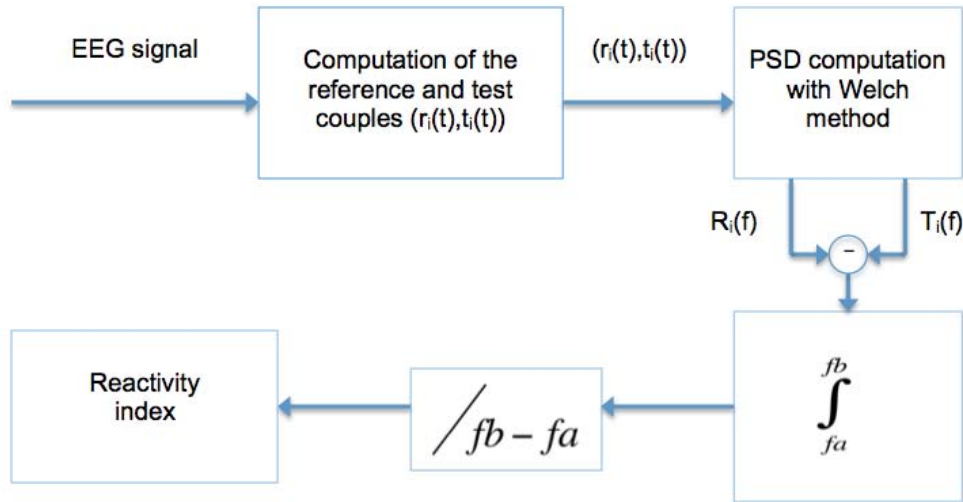 EEG signal
Computation of the
reference and test
couples (rᵢ(t),tᵢ(t))
(rᵢ(t),tᵢ(t))
PSD computation
with Welch
method
Rᵢ(f)
Tᵢ(f)
−
fb
∫
fa
/ fb − fa
Reactivity
index